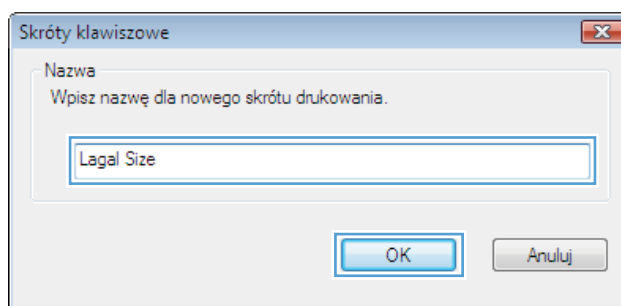 Skróty klawiszowe
Nazwa
Wpisz nazwę dla nowego skrótu drukowania.
Lagal Size
OK
Anuluj